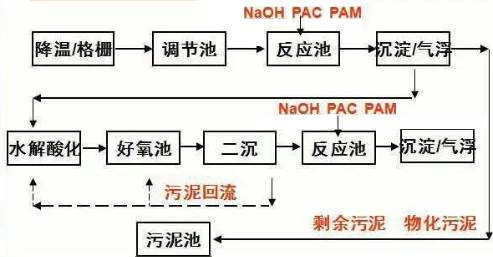 NaOH PAC PAM
降温/格栅 调节池 反应池 沉淀/气浮
NaOH PAC PAM
水解酸化 好氧池 二沉 反应池 沉淀/气浮
污泥回流
剩余污泥 物化污泥
污泥池